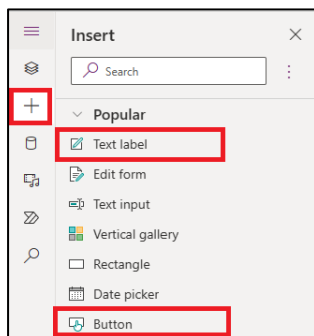 Insert
Search
Popular
Text label
Edit form
Text input
Vertical gallery
Rectangle
Date picker
Button